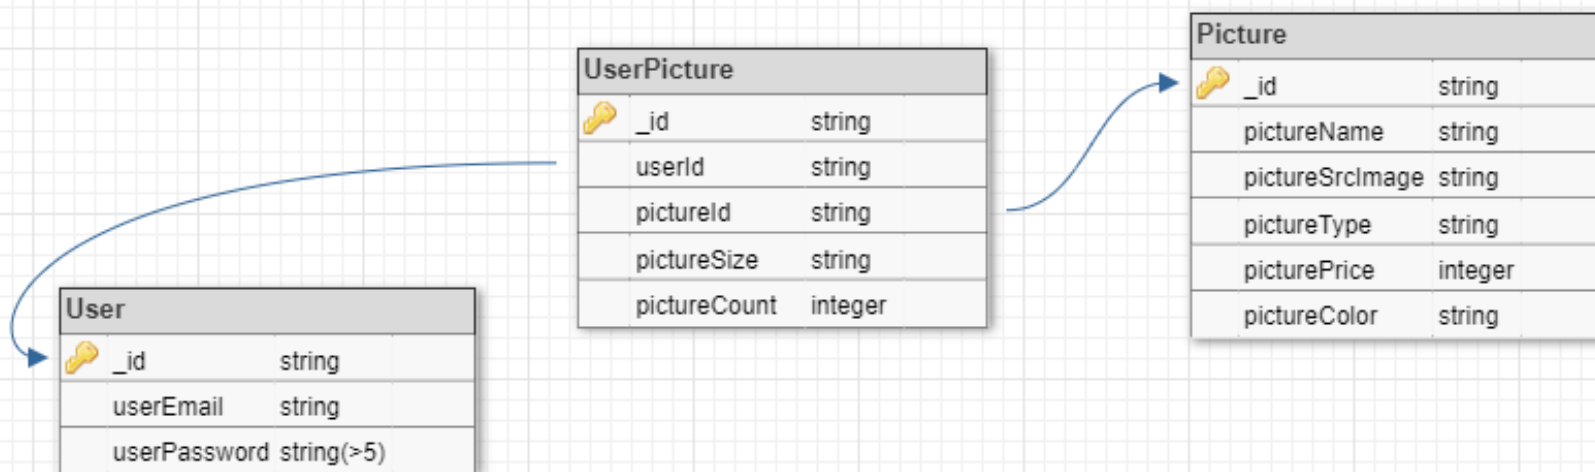 UserPicture
_id string
userId string
pictureId string
pictureSize string
pictureCount integer
Picture
_id string
pictureName string
pictureSrcImage string
pictureType string
picturePrice integer
pictureColor string
User
_id string
userEmail string
userPassword string(>5)